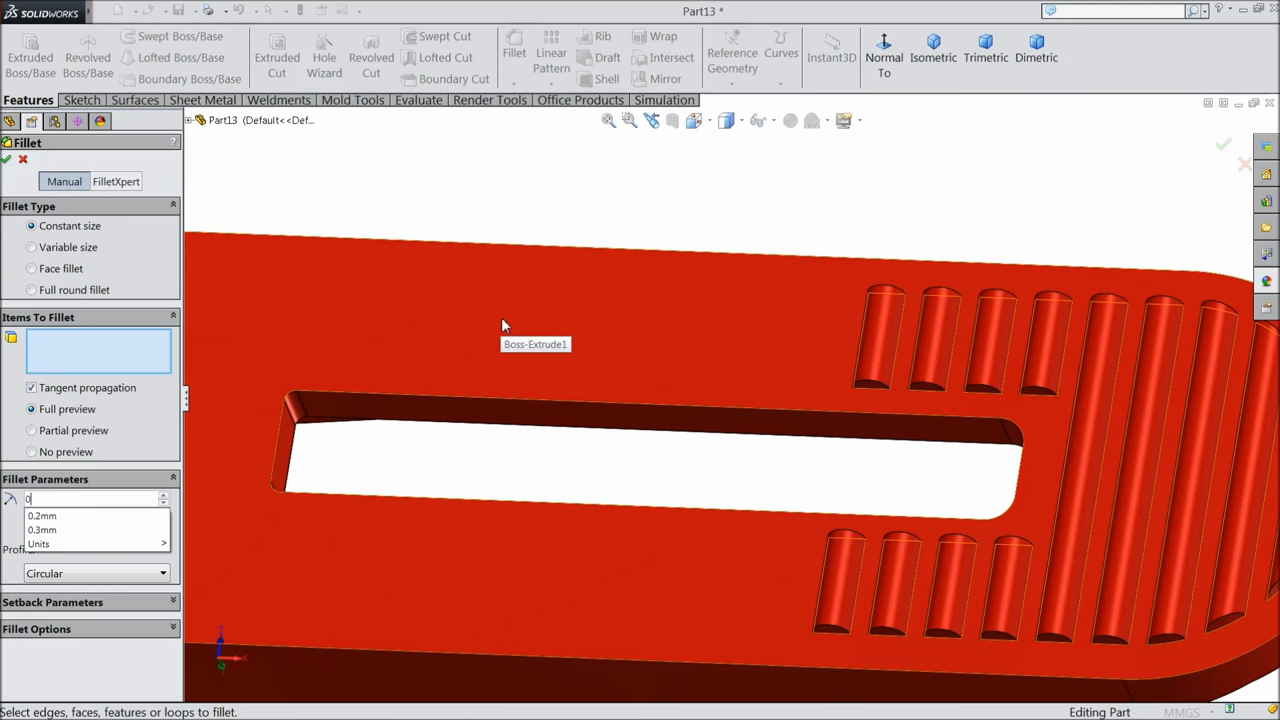 SOLIDWORKS
Part13 *
Extruded Boss/Base
Revolved Boss/Base
Swept Boss/Base
Lofted Boss/Base
Boundary Boss/Base
Extruded Cut
Hole Wizard
Revolved Cut
Swept Cut
Lofted Cut
Boundary Cut
Fillet
Linear Pattern
Rib
Draft
Shell
Wrap
Intersect
Mirror
Reference Geometry
Curves
Instant3D
Normal To
Isometric
Trimetric
Dimetric
Features
Sketch
Surfaces
Sheet Metal
Weldments
Mold Tools
Evaluate
Render Tools
Office Products
Simulation
Part13 (Default<<Def...
Fillet
?
Manual
FilletXpert
Fillet Type
Constant size
Variable size
Face fillet
Full round fillet
Items To Fillet
Tangent propagation
Full preview
Partial preview
No preview
Fillet Parameters
0
0.2mm
0.3mm
Units >
Profi
Circular
Setback Parameters
Fillet Options
Boss-Extrude1
Select edges, faces, features or loops to fillet.
Editing Part
MMGS